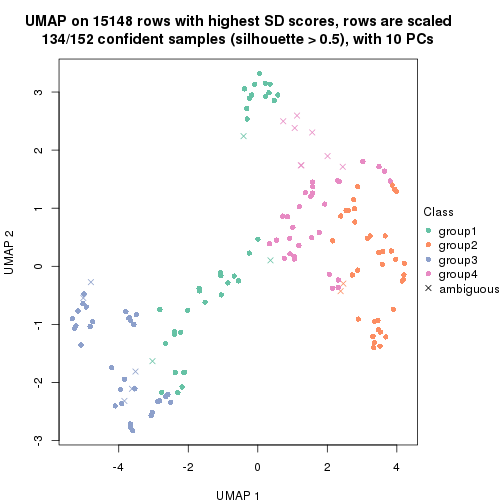 UMAP on 15148 rows with highest SD scores, rows are scaled
134/152 confident samples (silhouette > 0.5), with 10 PCs
3
2
1
0
-1
-2
-3
UMAP 2
-4
-2
0
2
4
UMAP 1
Class
group1
group2
group3
group4
ambiguous